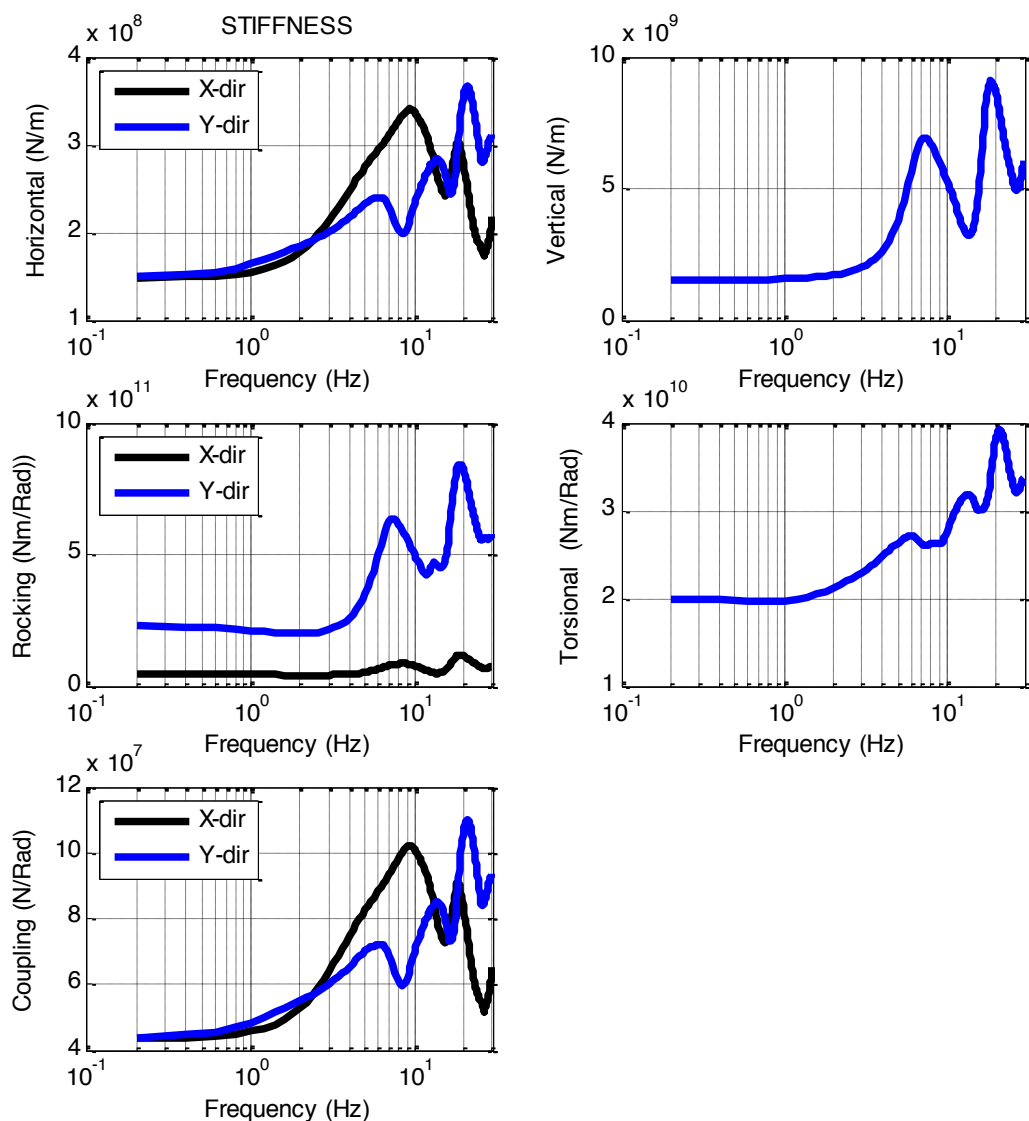 STIFFNESS
x 10^8
4
3
2
1
Horizontal (N/m)
X-dir
Y-dir
10^-1
10^0
10^1
Frequency (Hz)
x 10^9
10
5
0
Vertical (N/m)
10^-1
10^0
10^1
Frequency (Hz)
x 10^11
10
5
0
Rocking (Nm/Rad))
X-dir
Y-dir
10^-1
10^0
10^1
Frequency (Hz)
x 10^10
4
3
2
1
Torsional (Nm/Rad)
10^-1
10^0
10^1
Frequency (Hz)
x 10^7
12
10
8
6
4
Coupling (N/Rad)
X-dir
Y-dir
10^-1
10^0
10^1
Frequency (Hz)